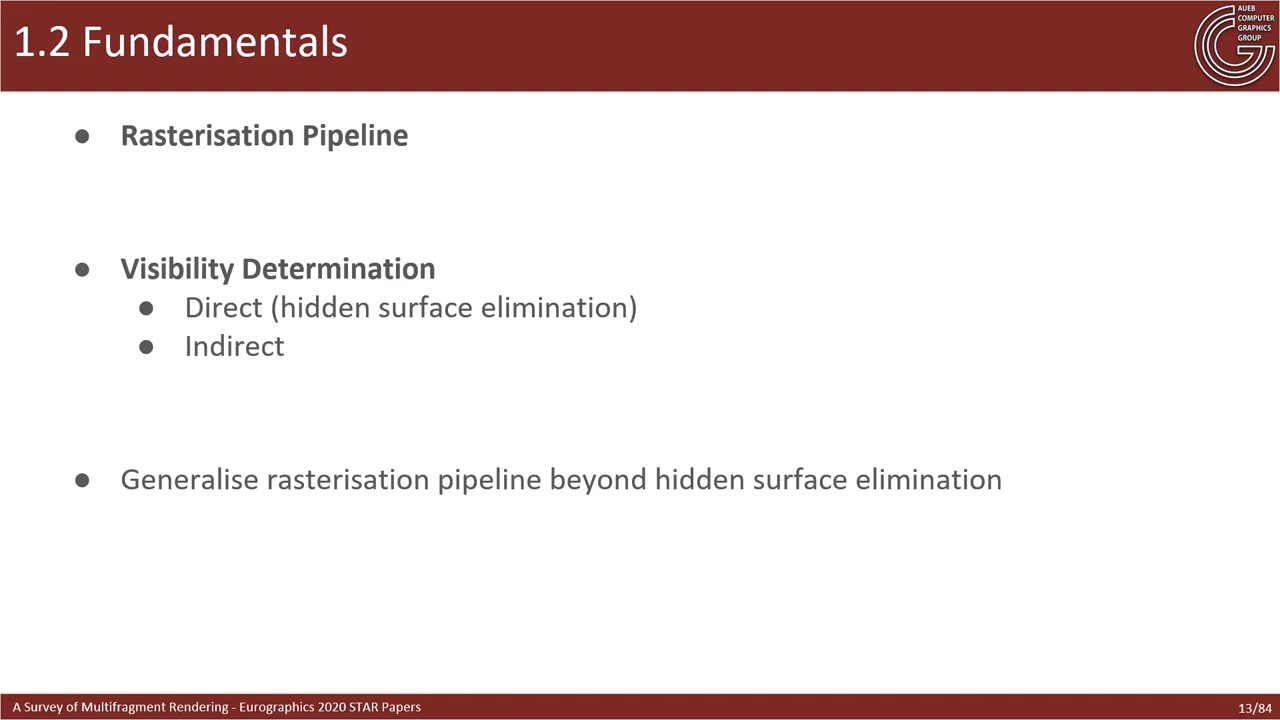 1.2 Fundamentals
AUEB
COMPUTER
GRAPHICS
GROUP
● Rasterisation Pipeline
● Visibility Determination
● Direct (hidden surface elimination)
● Indirect
● Generalise rasterisation pipeline beyond hidden surface elimination
A Survey of Multifragment Rendering - Eurographics 2020 STAR Papers
13/84